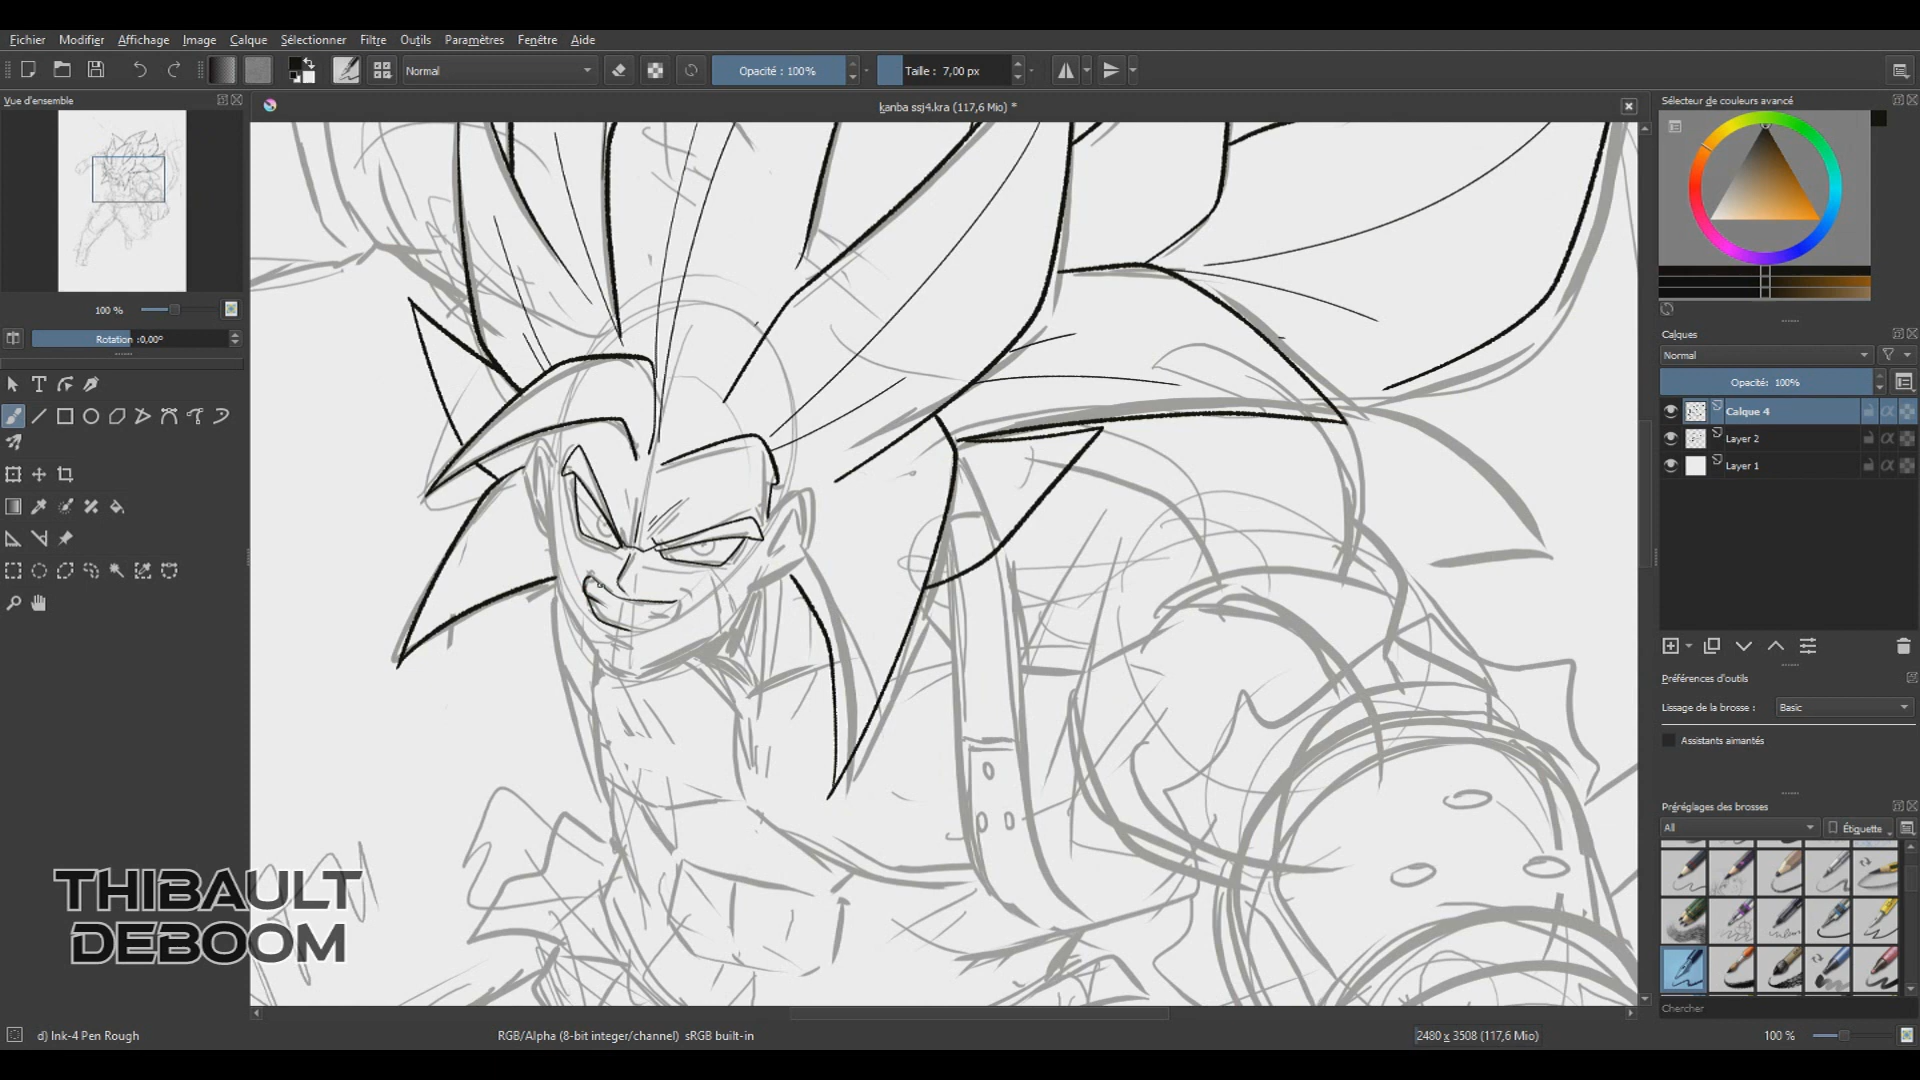 Fichier Modifier Affichage Image Calque Sélectionner Filtre Outils Paramètres Fenêtre Aide
Normal
Opacité : 100%
Taille : 7,00 px
Vue d'ensemble
kanba ssj4.kra (117,6 Mio) *
Sélecteur de couleurs avancé
100 %
Rotation :0,00°
Calques
Normal
Opacité: 100%
Calque 4
Layer 2
Layer 1
Préférences d'outils
Lissage de la brosse :
Basic
Assistants aimantés
Préréglages des brosses
All
Étiquette
Chercher
THIBAULT
DEBOOM
d) Ink-4 Pen Rough
RGB/Alpha (8-bit integer/channel) sRGB built-in
2480 x 3508 (117,6 Mio)
100 %